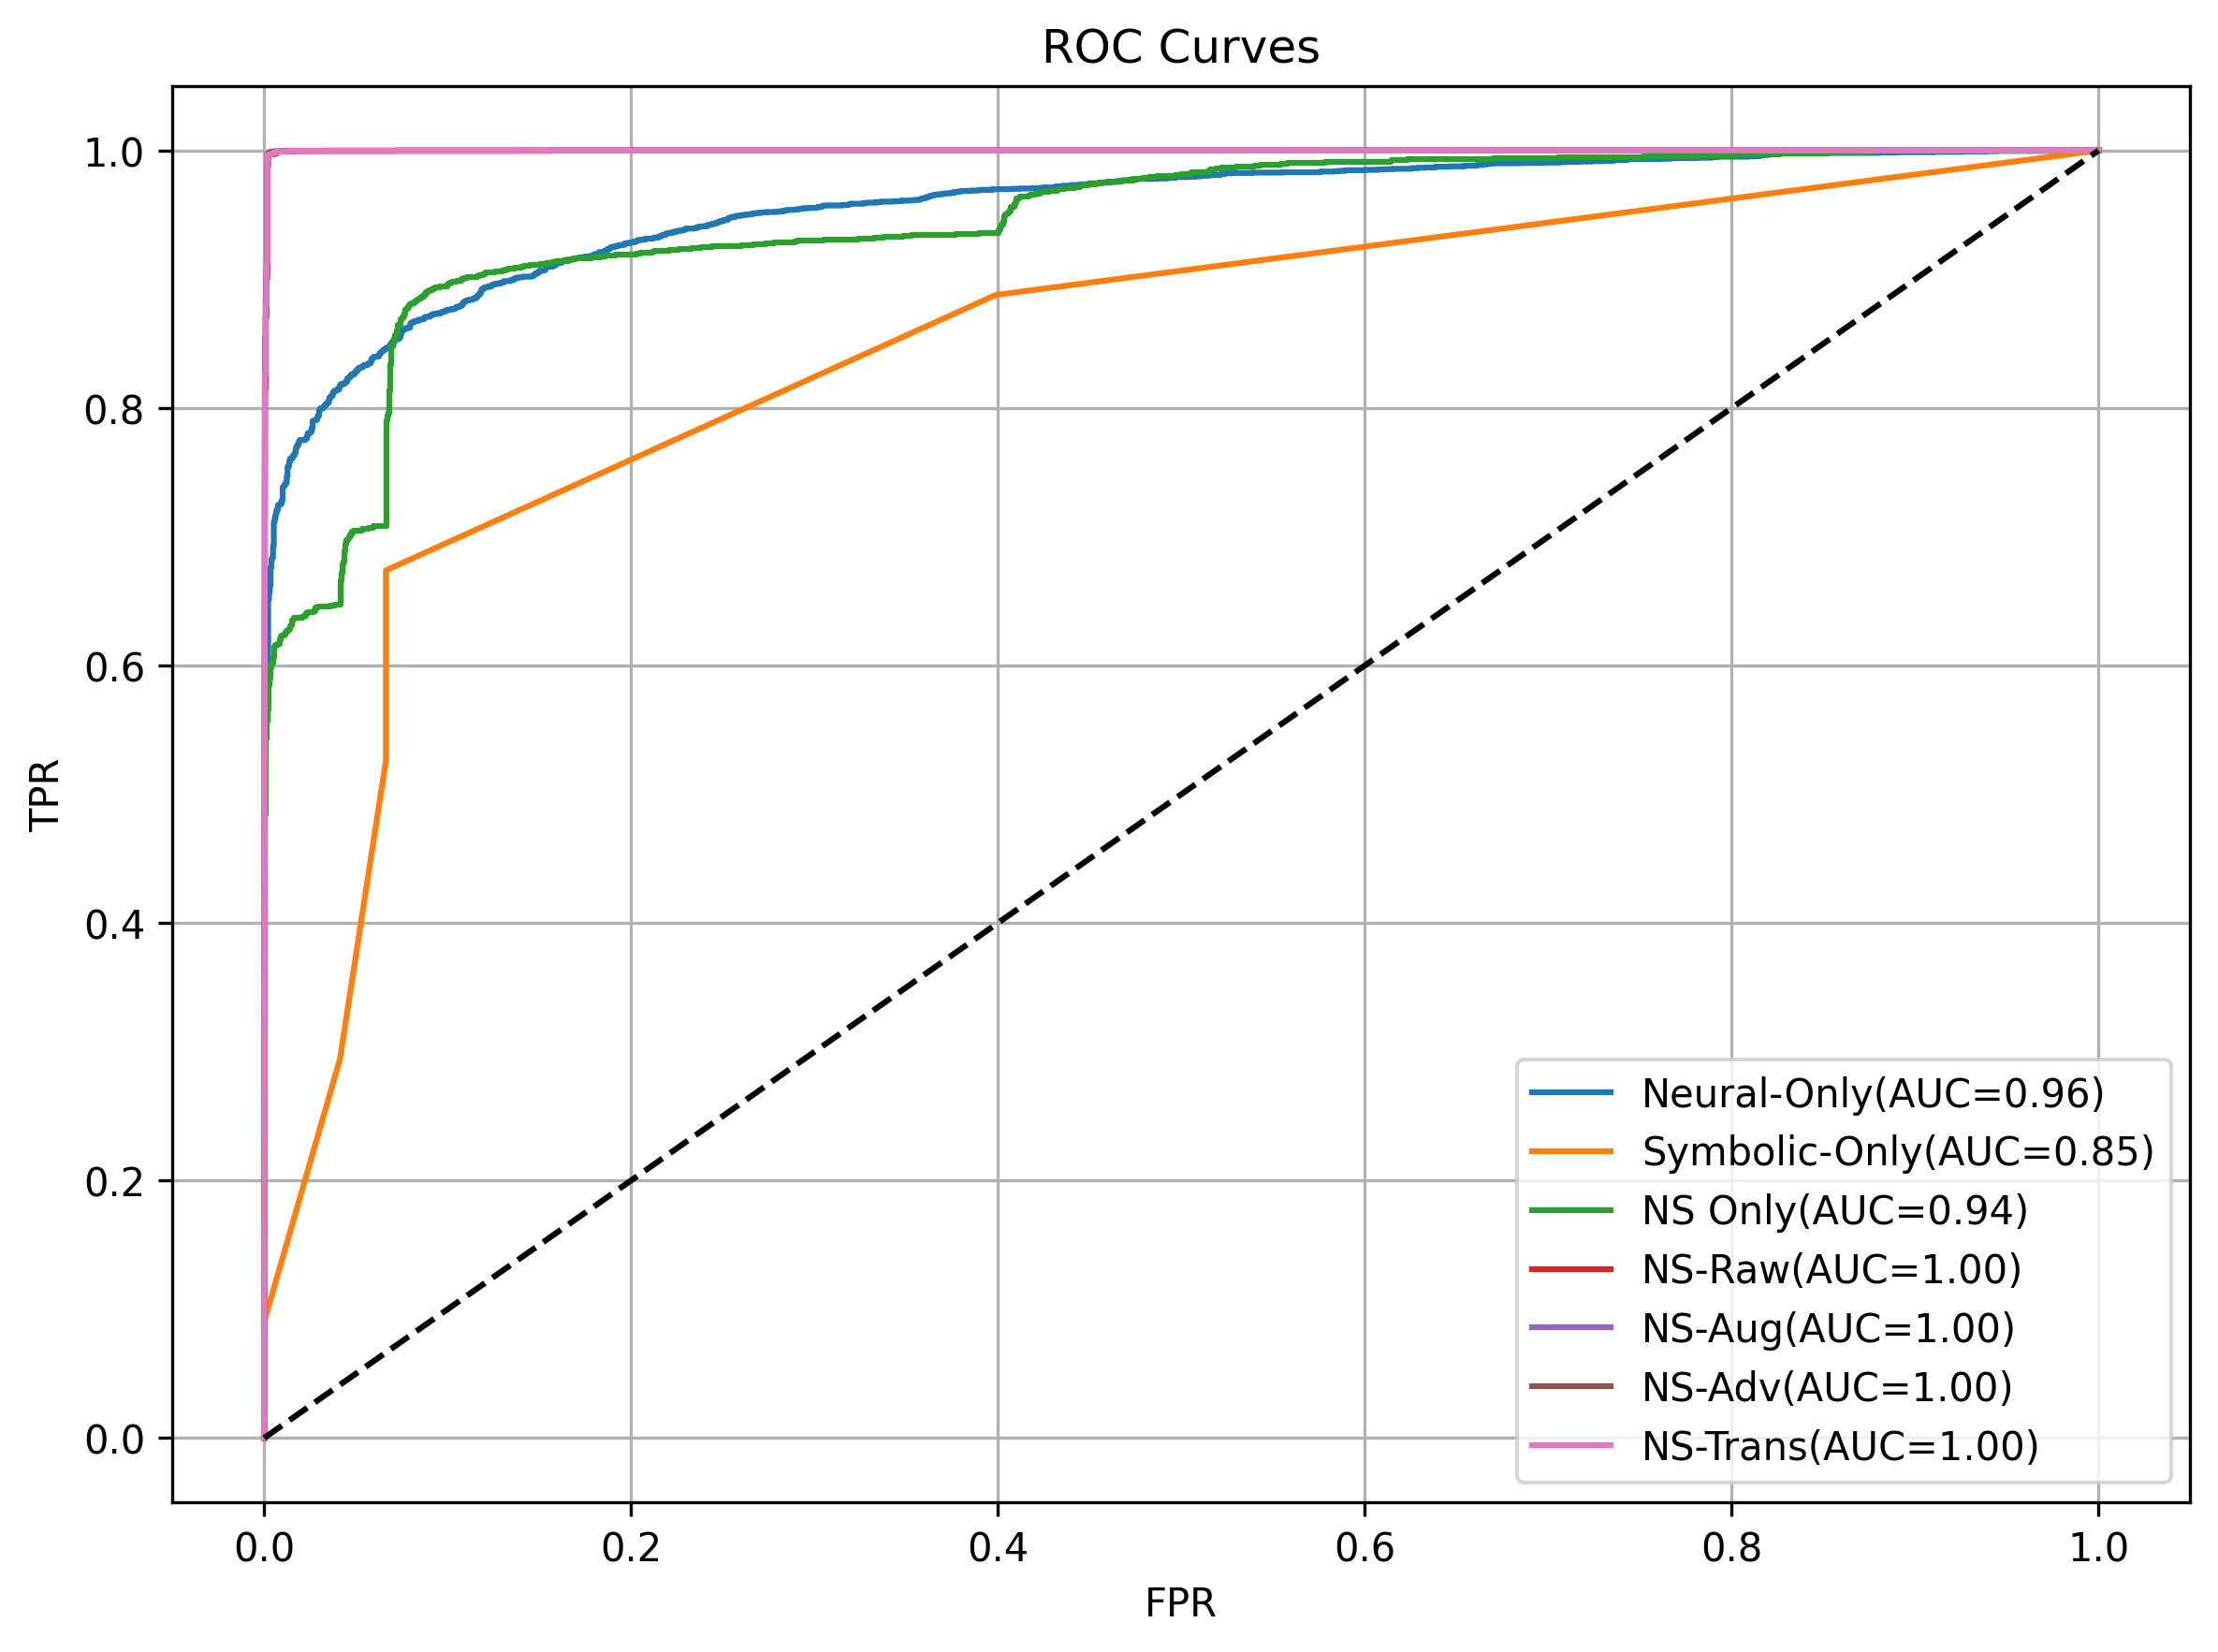 ROC Curves
1.0
0.8
0.6
0.4
0.2
0.0
TPR
0.0 0.2 0.4 0.6 0.8 1.0
FPR
Neural-Only(AUC=0.96)
Symbolic-Only(AUC=0.85)
NS Only(AUC=0.94)
NS-Raw(AUC=1.00)
NS-Aug(AUC=1.00)
NS-Adv(AUC=1.00)
NS-Trans(AUC=1.00)